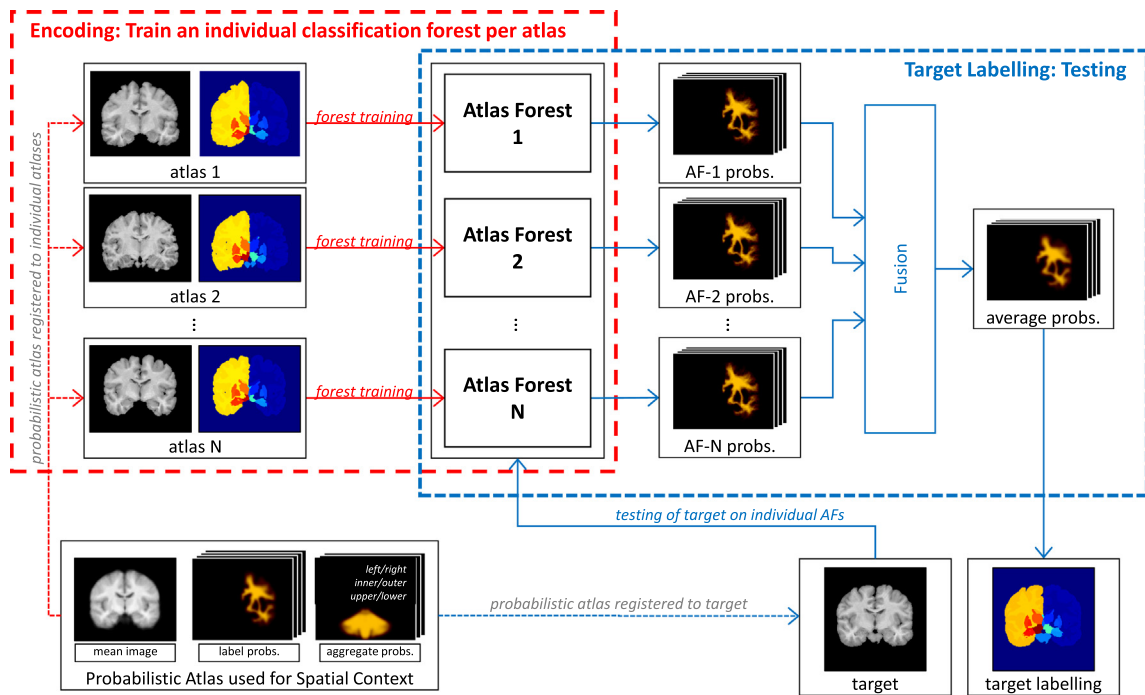 Encoding: Train an individual classification forest per atlas
Target Labelling: Testing
probabilistic atlas registered to individual atlases
atlas 1
forest training
Atlas Forest
1
AF-1 probs.
atlas 2
forest training
Atlas Forest
2
AF-2 probs.
Fusion
average probs.
...
...
...
atlas N
forest training
Atlas Forest
N
AF-N probs.
testing of target on individual AFs
left/right
inner/outer
upper/lower
mean image
label probs.
aggregate probs.
Probabilistic Atlas used for Spatial Context
probabilistic atlas registered to target
target
target labelling